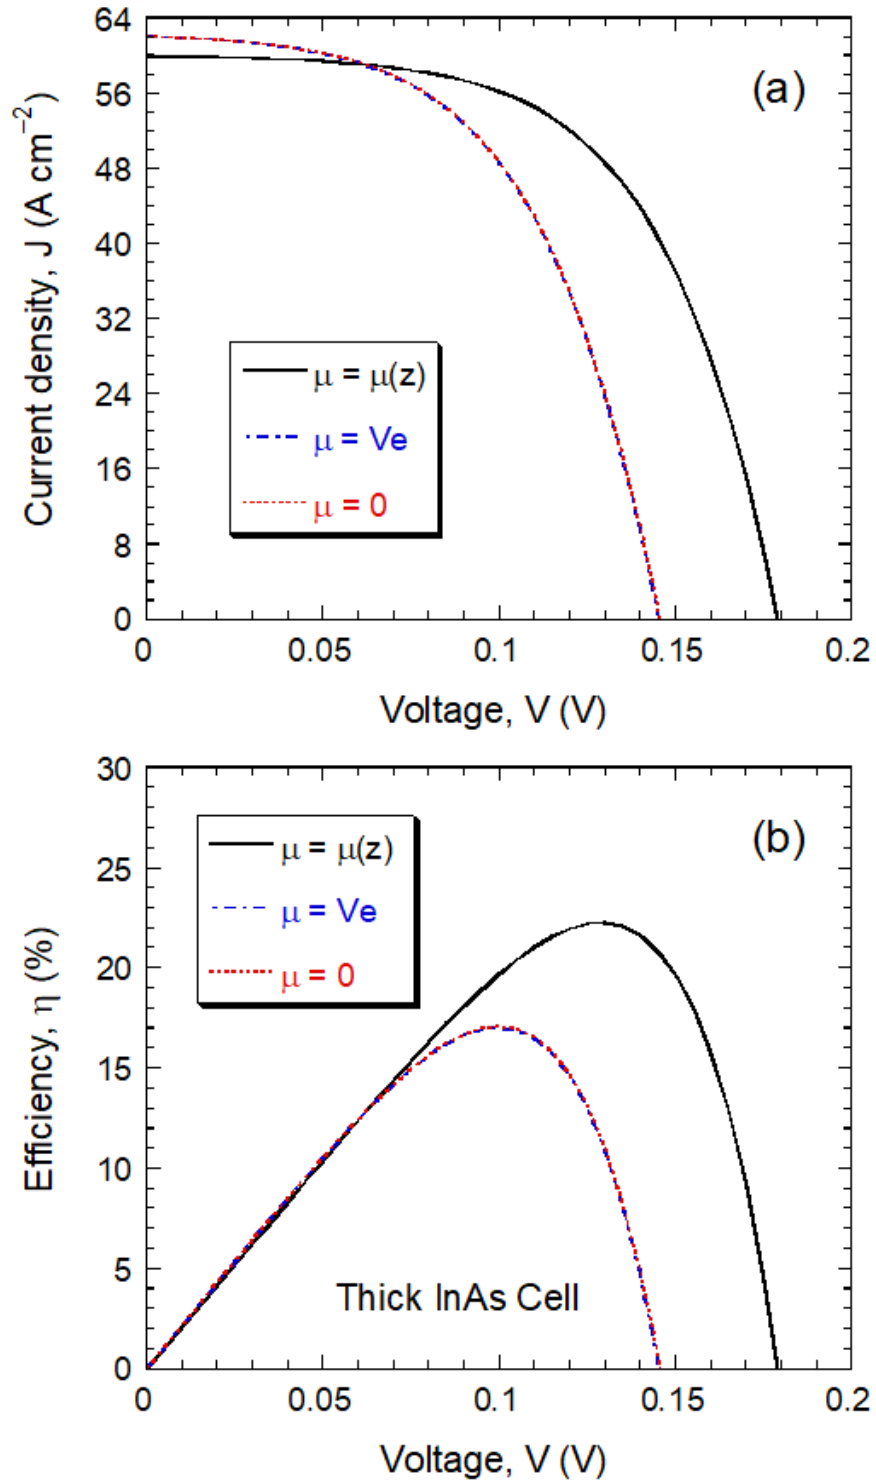 64
56
48
40
32
24
16
8
0
Current density, J (A cm⁻²)
(a)
μ = μ(z)
μ = Ve
μ = 0
0 0.05 0.1 0.15 0.2
Voltage, V (V)
30
25
20
15
10
5
0
Efficiency, η (%)
(b)
μ = μ(z)
μ = Ve
μ = 0
Thick InAs Cell
0 0.05 0.1 0.15 0.2
Voltage, V (V)